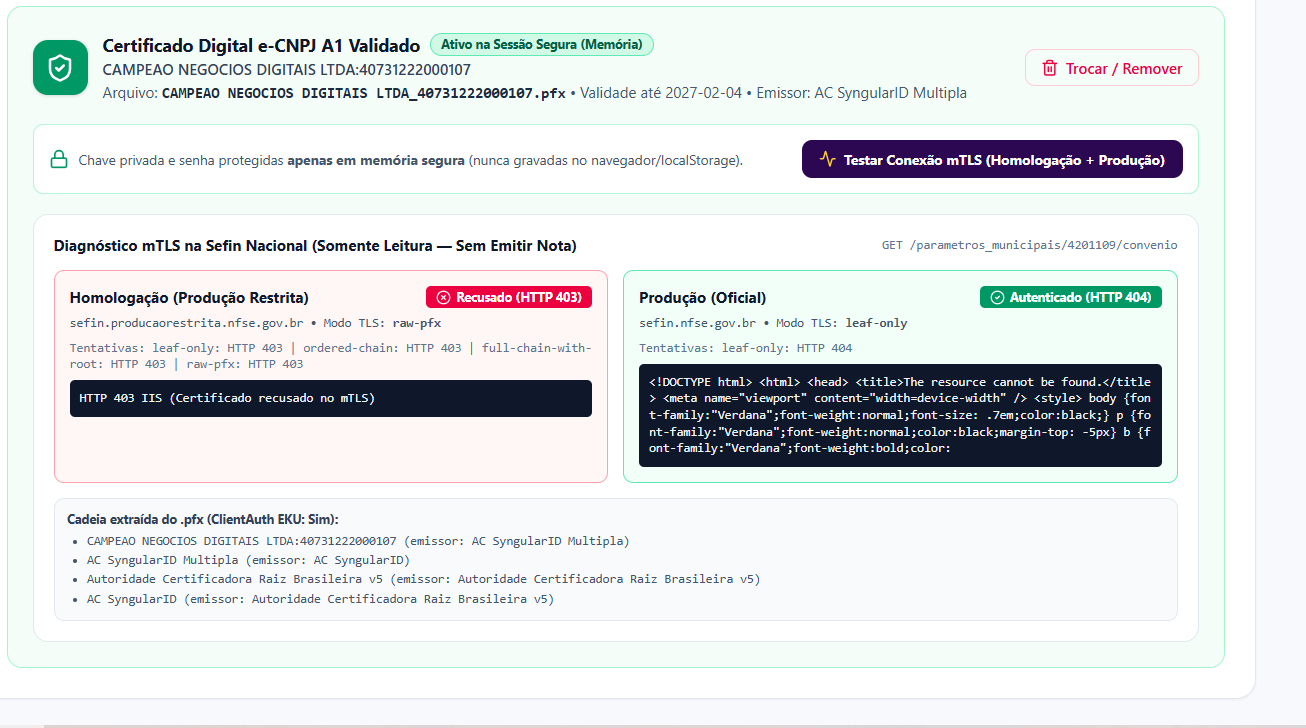 Certificado Digital e-CNPJ A1 Validado Ativo na Sessão Segura (Memória)
CAMPEAO NEGOCIOS DIGITAIS LTDA:40731222000107
Arquivo: CAMPEAO NEGOCIOS DIGITAIS LTDA_40731222000107.pfx • Validade até 2027-02-04 • Emissor: AC SyngularID Multipla
Trocar / Remover
Chave privada e senha protegidas apenas em memória segura (nunca gravadas no navegador/localStorage).
Testar Conexão mTLS (Homologação + Produção)
Diagnóstico mTLS na Sefin Nacional (Somente Leitura — Sem Emitir Nota)
GET /parametros_municipais/4201109/convenio
Homologação (Produção Restrita)
Recusado (HTTP 403)
sefin.producaorestrita.nfse.gov.br • Modo TLS: raw-pfx
Tentativas: leaf-only: HTTP 403 | ordered-chain: HTTP 403 | full-chain-with-
root: HTTP 403 | raw-pfx: HTTP 403
HTTP 403 IIS (Certificado recusado no mTLS)
Produção (Oficial)
Autenticado (HTTP 404)
sefin.nfse.gov.br • Modo TLS: leaf-only
Tentativas: leaf-only: HTTP 404
<!DOCTYPE html> <html> <head> <title>The resource cannot be found.</title
> <meta name="viewport" content="width=device-width" /> <style> body {fon
t-family:"Verdana";font-weight:normal;font-size: .7em;color:black;} p {fo
nt-family:"Verdana";font-weight:normal;color:black;margin-top: -5px} b {f
ont-family:"Verdana";font-weight:bold;color:
Cadeia extraída do .pfx (ClientAuth EKU: Sim):
• CAMPEAO NEGOCIOS DIGITAIS LTDA:40731222000107 (emissor: AC SyngularID Multipla)
• AC SyngularID Multipla (emissor: AC SyngularID)
• Autoridade Certificadora Raiz Brasileira v5 (emissor: Autoridade Certificadora Raiz Brasileira v5)
• AC SyngularID (emissor: Autoridade Certificadora Raiz Brasileira v5)